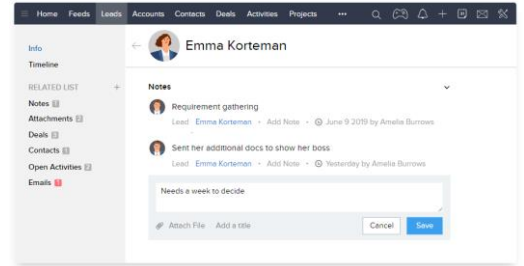 Home Feeds Leads Accounts Contacts Deals Activities Projects ...
Info
Timeline
RELATED LIST +
Notes
Attachments
Deals
Contacts
Open Activities
Emails
Emma Korteman
Notes
Requirement gathering
Lead Emma Korteman • Add Note • June 9 2019 by Amelia Burrows
Sent her additional docs to show her boss
Lead Emma Korteman • Add Note • Yesterday by Amelia Burrows
Needs a week to decide
Attach File Add a title
Cancel Save